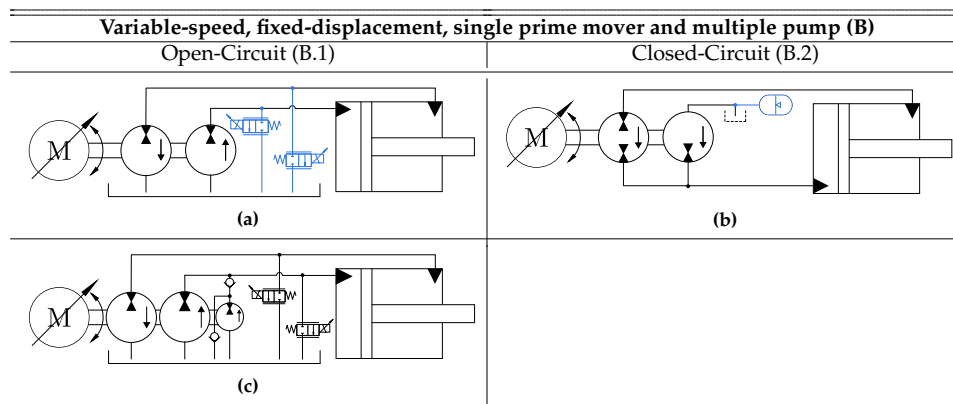 Variable-speed, fixed-displacement, single prime mover and multiple pump (B)
Open-Circuit (B.1) Closed-Circuit (B.2)
M M
(a) (b)
M
(c)